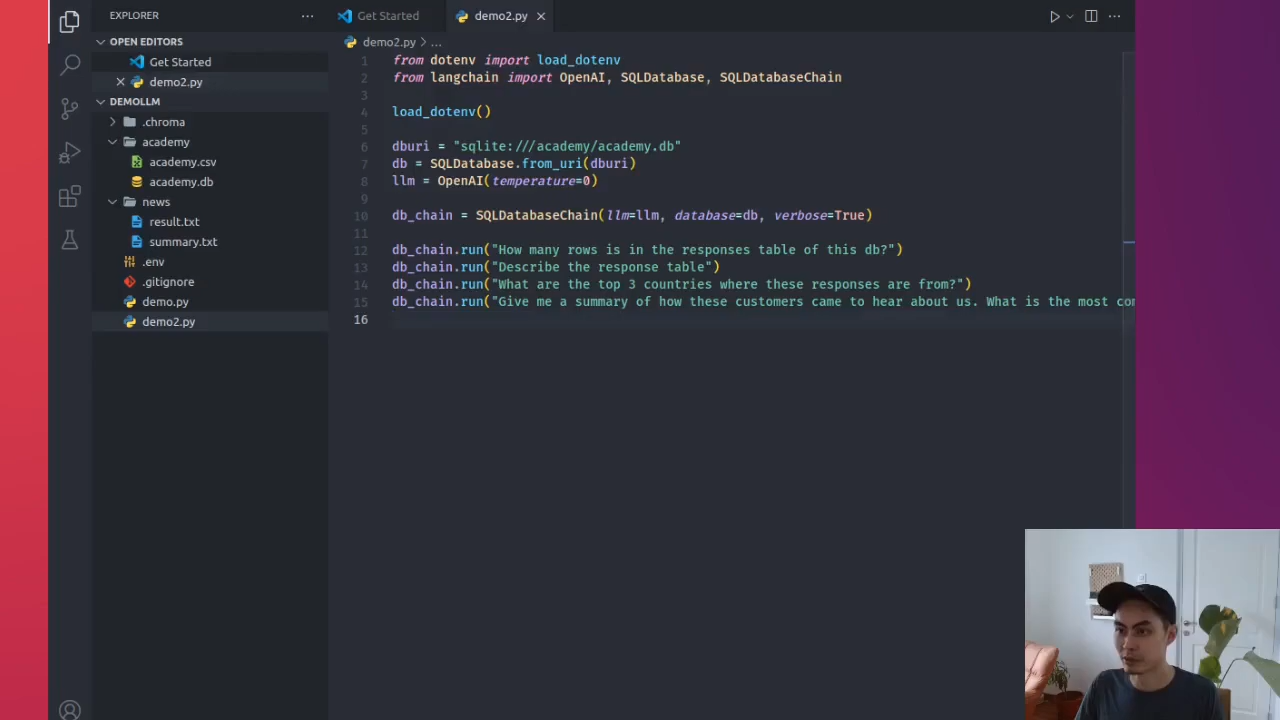 EXPLORER
OPEN EDITORS
Get Started
demo2.py
DEMOLLM
.chroma
academy
academy.csv
academy.db
news
result.txt
summary.txt
.env
.gitignore
demo.py
demo2.py
Get Started
demo2.py
demo2.py > ...
1 from dotenv import load_dotenv
2 from langchain import OpenAI, SQLDatabase, SQLDatabaseChain
3
4 load_dotenv()
5
6 dburi = "sqlite:///academy/academy.db"
7 db = SQLDatabase.from_uri(dburi)
8 llm = OpenAI(temperature=0)
9
10 db_chain = SQLDatabaseChain(llm=llm, database=db, verbose=True)
11
12 db_chain.run("How many rows is in the responses table of this db?")
13 db_chain.run("Describe the response table")
14 db_chain.run("What are the top 3 countries where these responses are from?")
15 db_chain.run("Give me a summary of how these customers came to hear about us. What is the most con
16